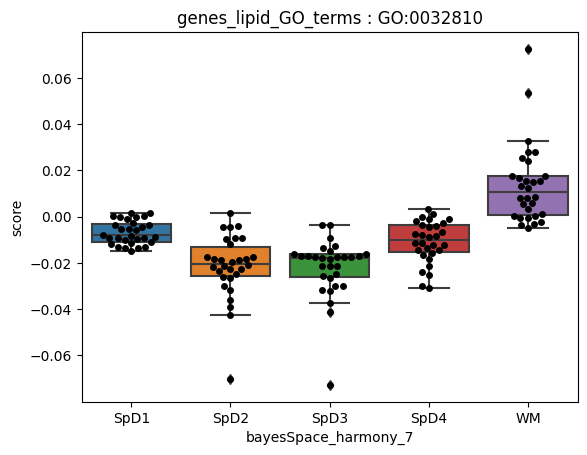 genes_lipid_GO_terms : GO:0032810
score
0.06
0.04
0.02
0.00
−0.02
−0.04
−0.06
SpD1 SpD2 SpD3 SpD4 WM
bayesSpace_harmony_7